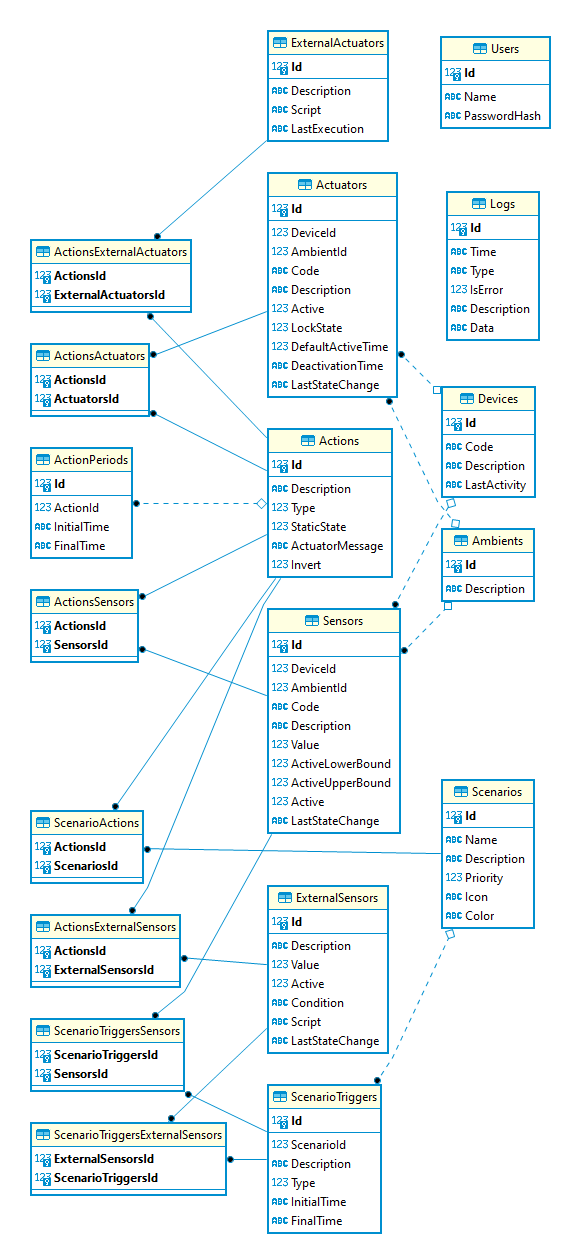 ExternalActuators
123 Id
ABC Description
ABC Script
ABC LastExecution
Users
123 Id
ABC Name
ABC PasswordHash
Actuators
123 Id
123 DeviceId
123 AmbientId
ABC Code
ABC Description
123 Active
123 LockState
ABC DefaultActiveTime
ABC DeactivationTime
ABC LastStateChange
Logs
123 Id
ABC Time
ABC Type
123 IsError
ABC Description
ABC Data
ActionsExternalActuators
123 ActionsId
123 ExternalActuatorsId
ActionsActuators
123 ActionsId
123 ActuatorsId
Devices
123 Id
ABC Code
ABC Description
ABC LastActivity
Actions
123 Id
ABC Description
123 Type
123 StaticState
ABC ActuatorMessage
123 Invert
ActionPeriods
123 Id
123 ActionId
ABC InitialTime
ABC FinalTime
Ambients
123 Id
ABC Description
ActionsSensors
123 ActionsId
123 SensorsId
Sensors
123 Id
123 DeviceId
123 AmbientId
ABC Code
ABC Description
123 Value
123 ActiveLowerBound
123 ActiveUpperBound
123 Active
ABC LastStateChange
Scenarios
123 Id
ABC Name
ABC Description
123 Priority
ABC Icon
ABC Color
ScenarioActions
123 ActionsId
123 ScenariosId
ExternalSensors
123 Id
ABC Description
123 Value
123 Active
ABC Condition
ABC Script
ABC LastStateChange
ActionsExternalSensors
123 ActionsId
123 ExternalSensorsId
ScenarioTriggersSensors
123 ScenarioTriggersId
123 SensorsId
ScenarioTriggers
123 Id
123 ScenarioId
ABC Description
123 Type
ABC InitialTime
ABC FinalTime
ScenarioTriggersExternalSensors
123 ExternalSensorsId
123 ScenarioTriggersId